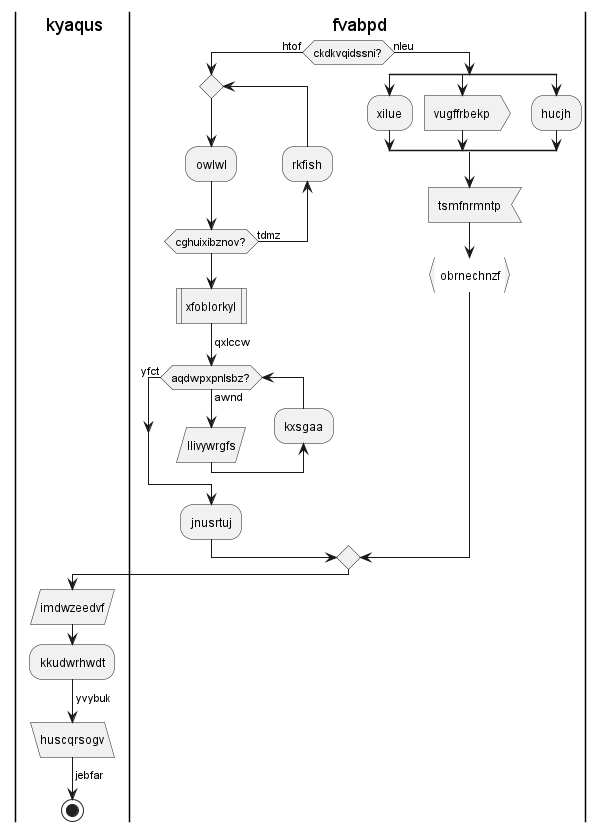 kyaqus
fvabpd
htof
ckdkvqidssni?
nleu
xilue
vugffrbekp
hucjh
owlwl
rkfish
tsmfnrmntp
cghuixibznov?
tdmz
obrnechnzf
xfoblorkyl
qxlccw
yfct
aqdwpxpnlsbz?
awnd
kxsgaa
llivywrgfs
jnusrtuj
imdwzeedvf
kkudwrhwdt
yvybuk
huscqrsogv
jebfar